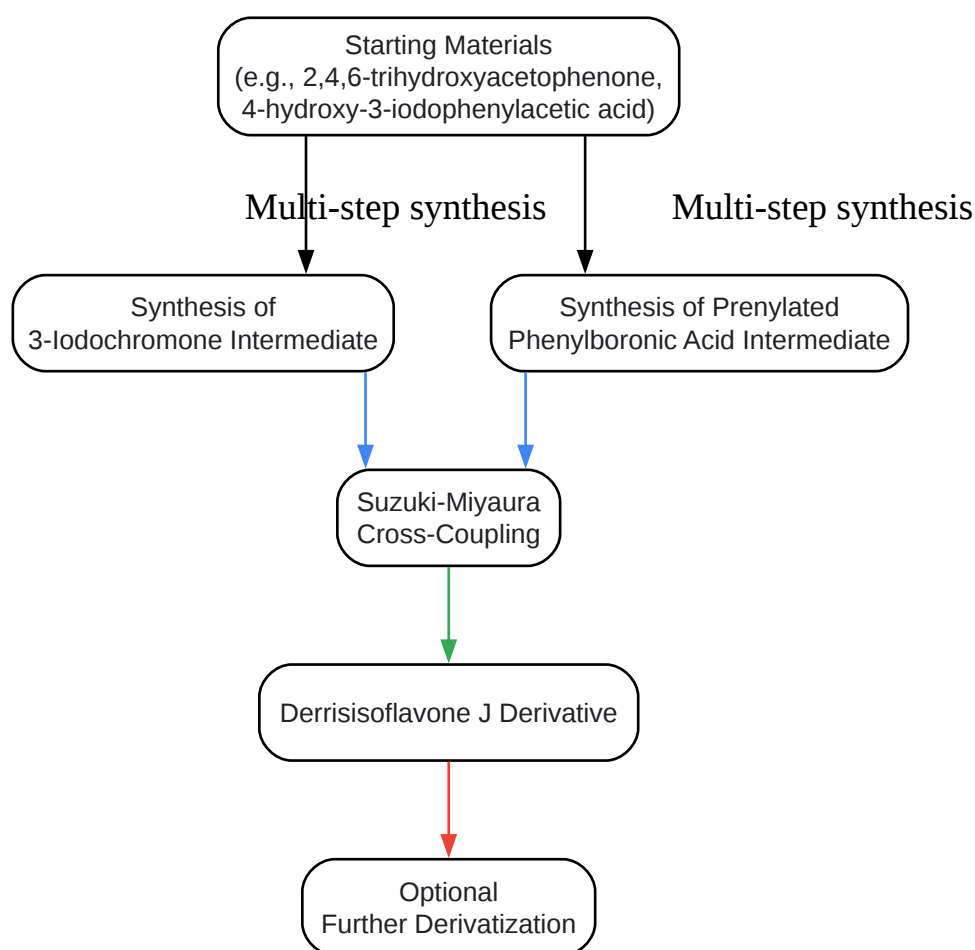 Starting Materials
(e.g., 2,4,6-trihydroxyacetophenone,
4-hydroxy-3-iodophenylacetic acid)
Multi-step synthesis
Multi-step synthesis
Synthesis of
3-Iodochromone Intermediate
Synthesis of Prenylated
Phenylboronic Acid Intermediate
Suzuki-Miyaura
Cross-Coupling
Derrisisoflavone J Derivative
Optional
Further Derivatization